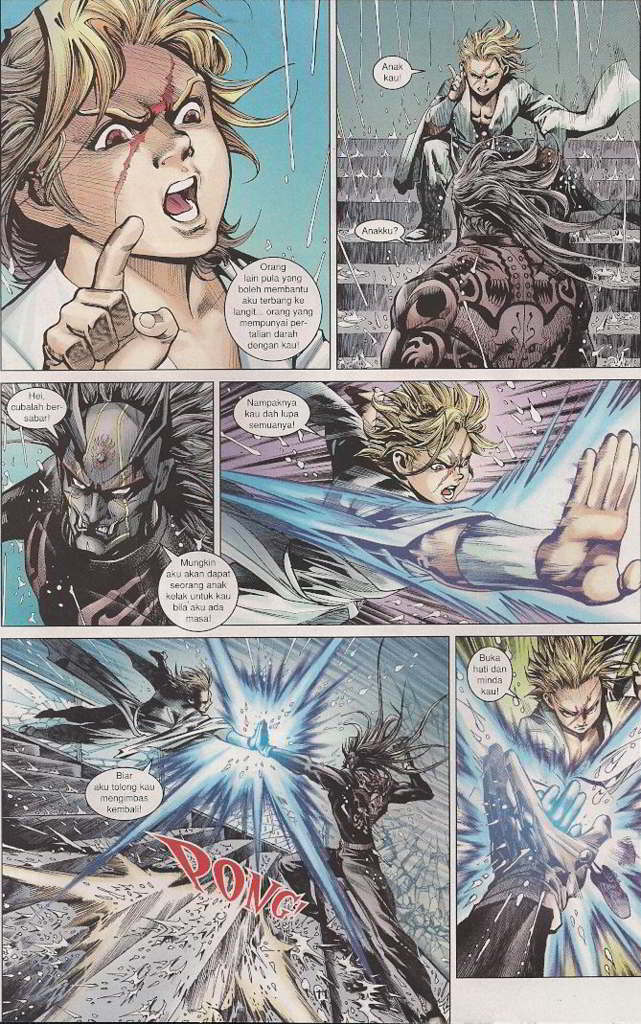 Orang
lain pula yang
boleh membantu
aku terbang ke
langit... orang yang
mempunyai per-
talian darah
dengan kau!
Anak
kau!
Anakku?
Hei,
cubalah ber-
sabar!
Mungkin
aku akan dapat
seorang anak
kelak untuk kau
bila aku ada
masa!
Nampaknya
kau dah lupa
semuanya!
Biar
aku tolong kau
mengimbas
kembali!
PONG!
Buka
hati dan
minda
kau!
11